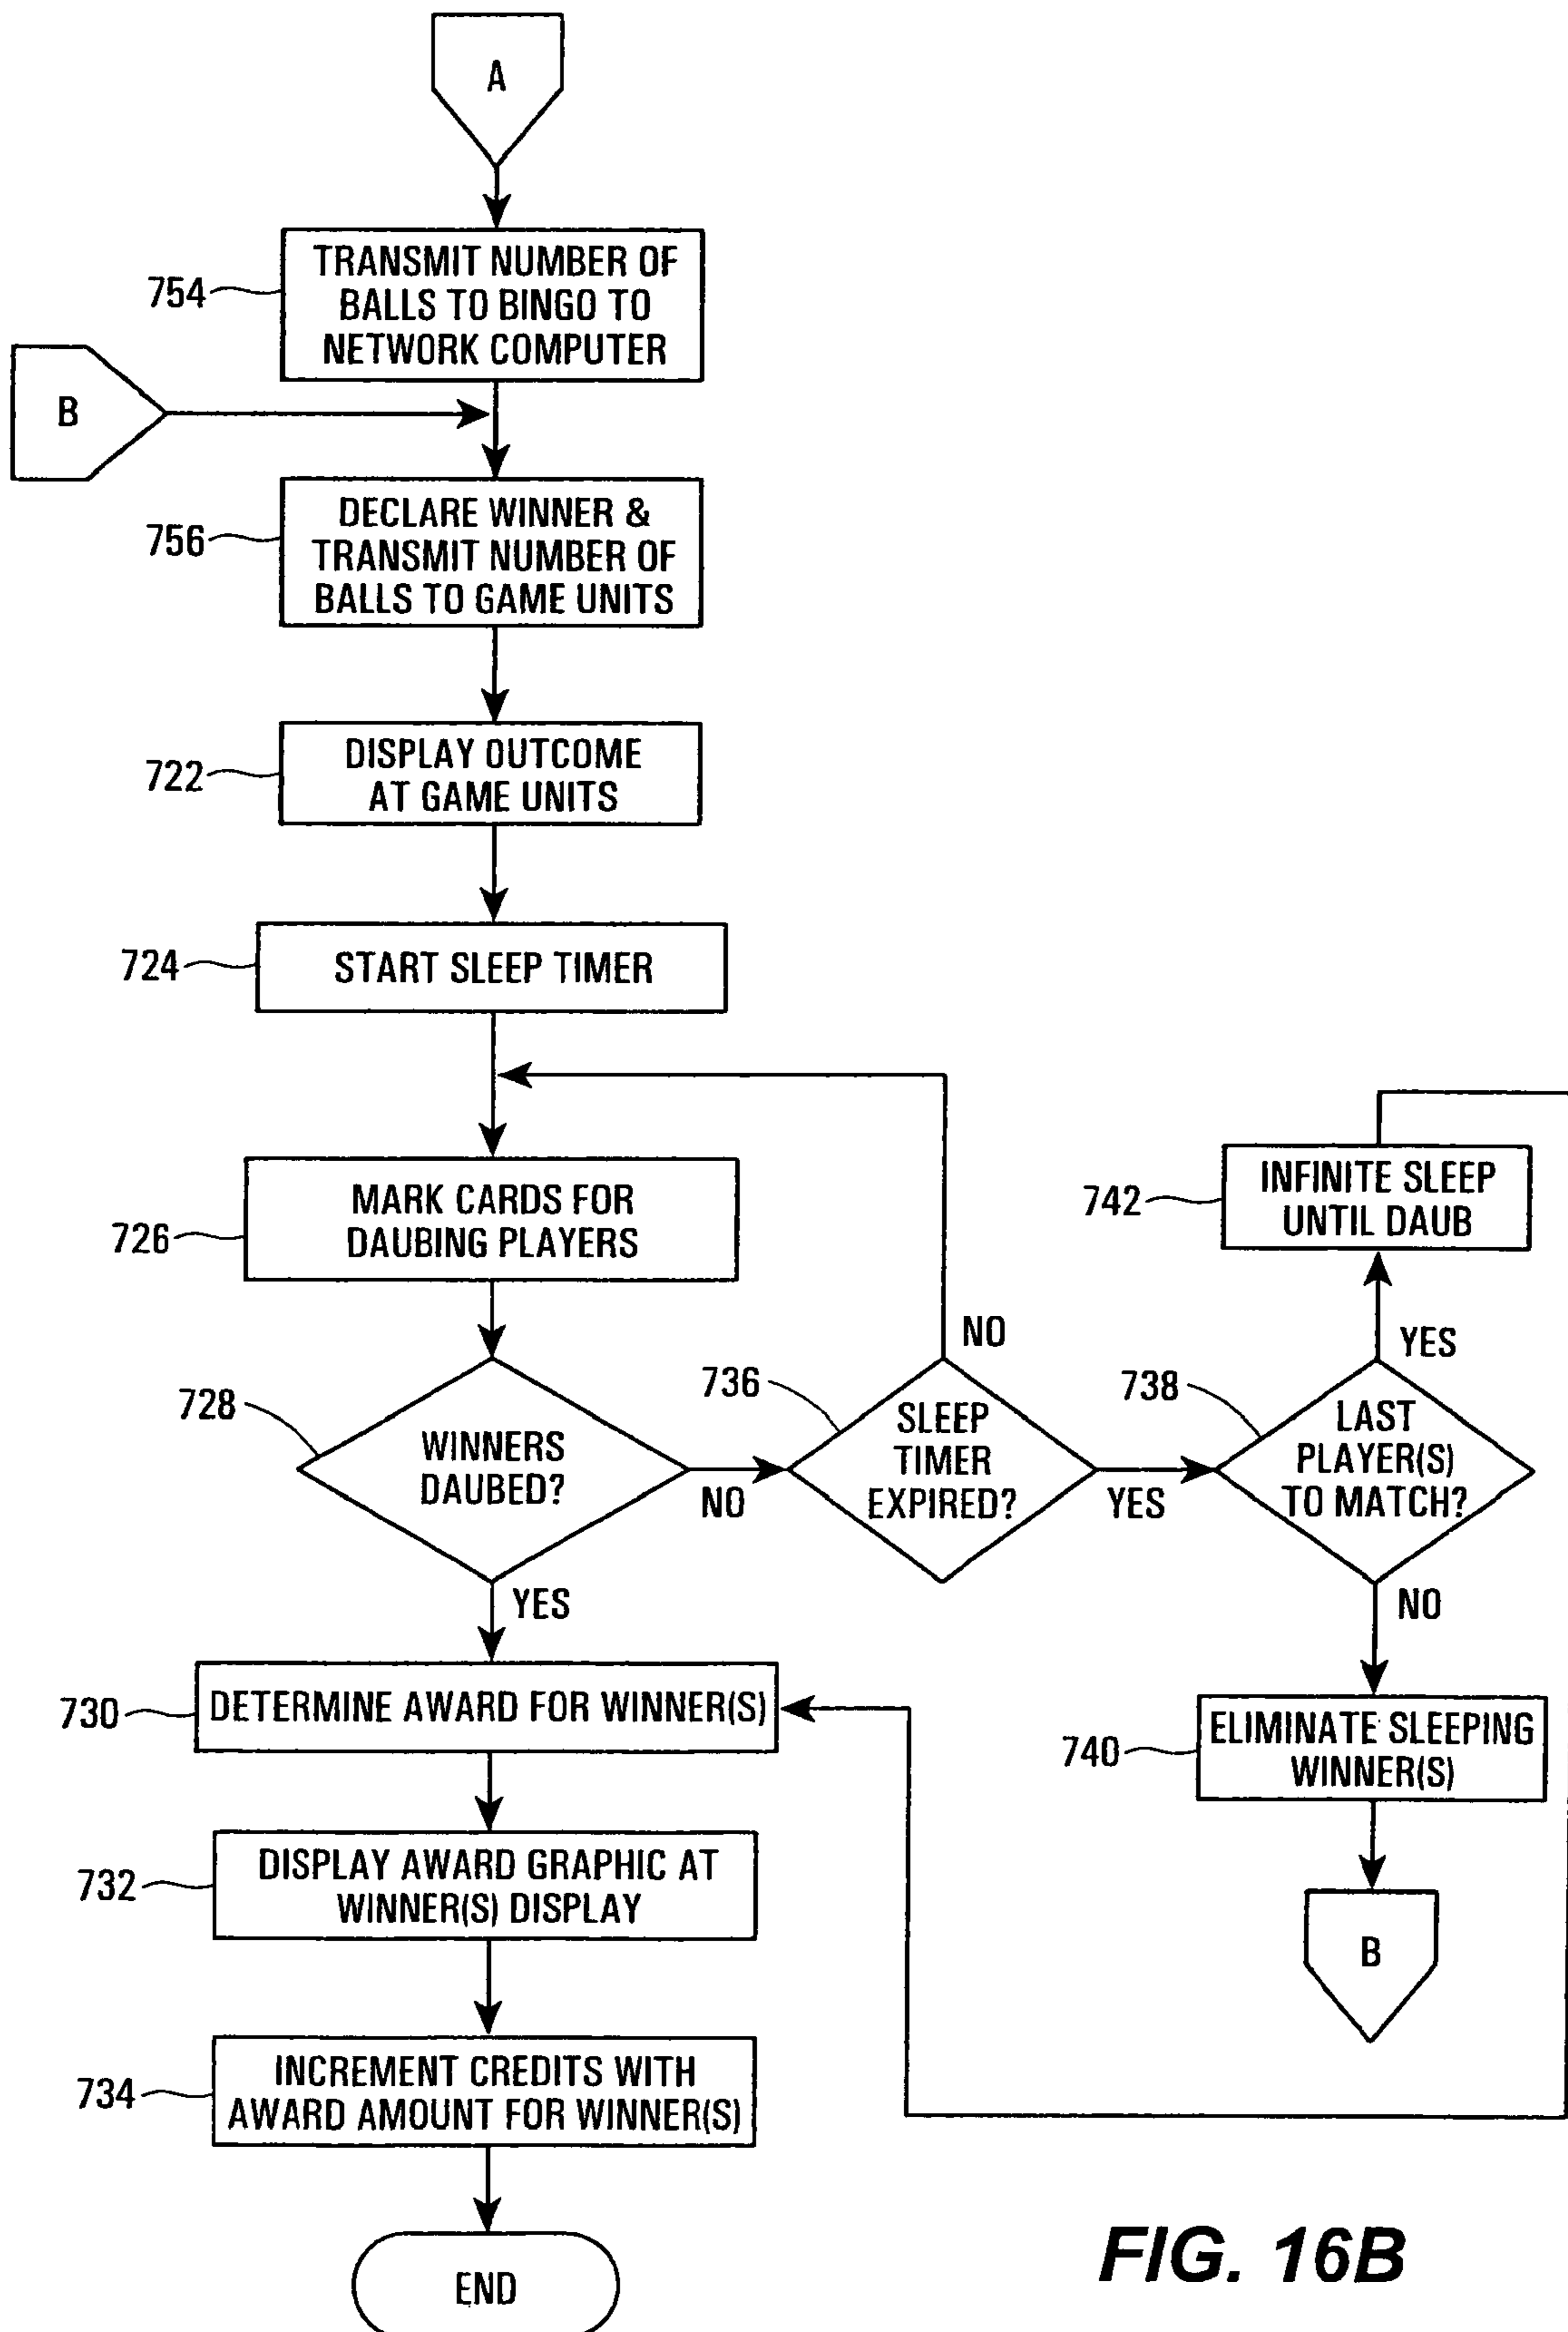 A
754
TRANSMIT NUMBER OF
BALLS TO BINGO TO
NETWORK COMPUTER
B
756
DECLARE WINNER &
TRANSMIT NUMBER OF
BALLS TO GAME UNITS
722
DISPLAY OUTCOME
AT GAME UNITS
724
START SLEEP TIMER
726
MARK CARDS FOR
DAUBING PLAYERS
742
INFINITE SLEEP
UNTIL DAUB
728
WINNERS
DAUBED?
NO
YES
736
SLEEP
TIMER
EXPIRED?
NO
YES
738
LAST
PLAYER(S)
TO MATCH?
YES
NO
730
DETERMINE AWARD FOR WINNER(S)
740
ELIMINATE SLEEPING
WINNER(S)
B
732
DISPLAY AWARD GRAPHIC AT
WINNER(S) DISPLAY
734
INCREMENT CREDITS WITH
AWARD AMOUNT FOR WINNER(S)
END
FIG. 16B